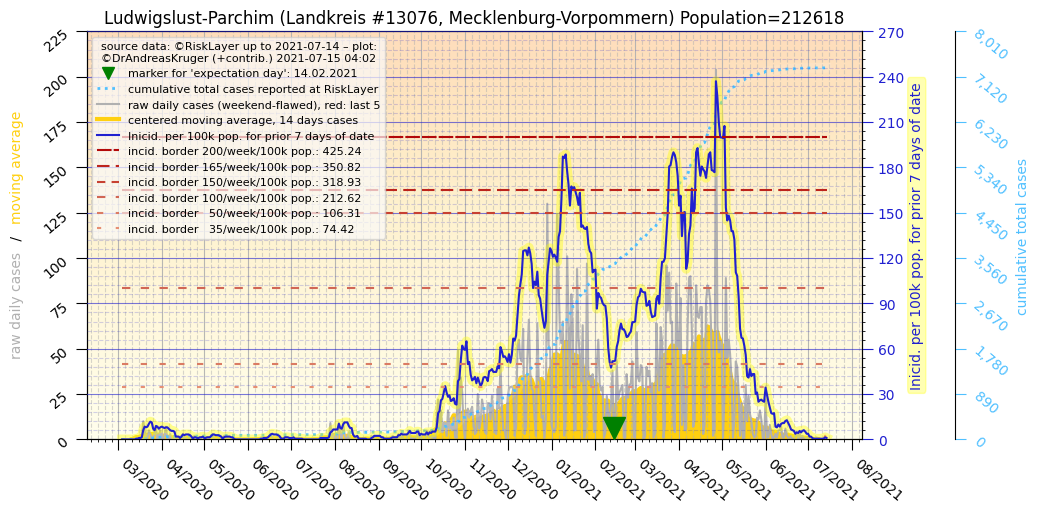 Ludwigslust-Parchim (Landkreis #13076, Mecklenburg-Vorpommern) Population=212618
source data: ©RiskLayer up to 2021-07-14 – plot:
©DrAndreasKruger (+contrib.) 2021-07-15 04:02
marker for 'expectation day': 14.02.2021
cumulative total cases reported at RiskLayer
raw daily cases (weekend-flawed), red: last 5
centered moving average, 14 days cases
Inicid. per 100k pop. for prior 7 days of date
incid. border 200/week/100k pop.: 425.24
incid. border 165/week/100k pop.: 350.82
incid. border 150/week/100k pop.: 318.93
incid. border 100/week/100k pop.: 212.62
incid. border   50/week/100k pop.: 106.31
incid. border   35/week/100k pop.: 74.42
raw daily cases / moving average
225
200
175
150
125
100
75
50
25
0
270
240
210
180
150
120
90
60
30
0
Inicid. per 100k pop. for prior 7 days of date
8,010
7,120
6,230
5,340
4,450
3,560
2,670
1,780
890
0
cumulative total cases
03/2020
04/2020
05/2020
06/2020
07/2020
08/2020
09/2020
10/2020
11/2020
12/2020
01/2021
02/2021
03/2021
04/2021
05/2021
06/2021
07/2021
08/2021